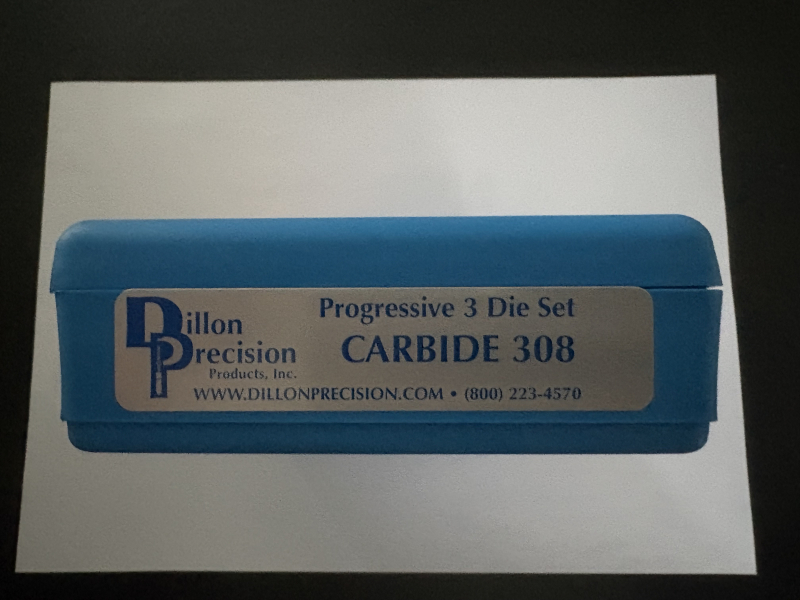 Dillon
Precision
Products, Inc.
Progressive 3 Die Set
CARBIDE 308
WWW.DILLONPRECISION.COM • (800) 223-4570